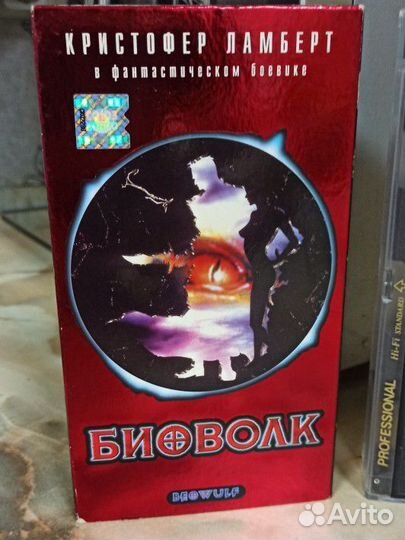 КРИСТОФЕР ЛАМБЕРТ
в фантастическом боевике
БИОВОЛК
BEOWULF
PROFESSIONAL
Hi-Fi STANDARD
Avito